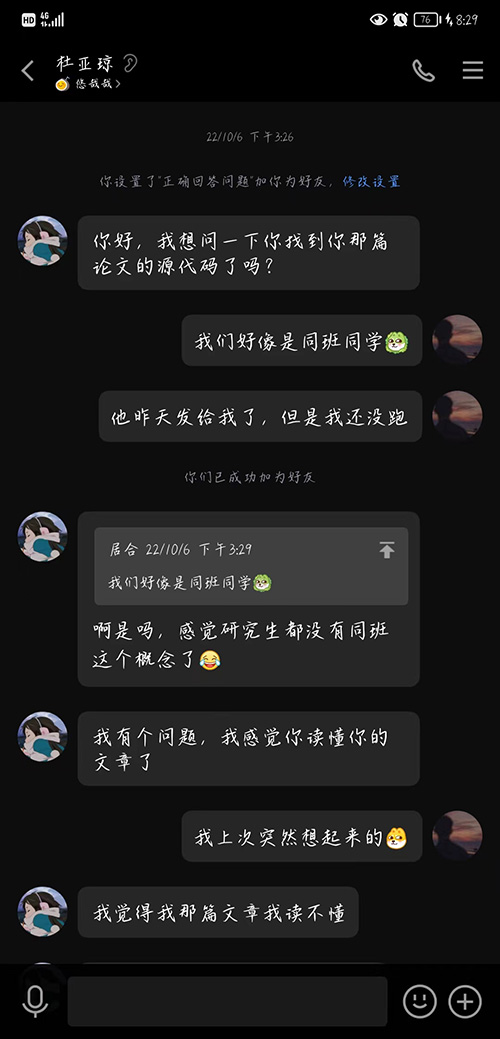 HD 4G 76 8:29
杜亚琼
悠哉哉>
22/10/6 下午3:26
你设置了"正确回答问题"加你为好友，修改设置
你好，我想问一下你找到你那篇
论文的源代码了吗？
我们好像是同班同学
他昨天发给我了，但是我还没跑
你们已成功加为好友
居合 22/10/6 下午3:29
我们好像是同班同学
啊是吗，感觉研究生都没有同班
这个概念了
我有个问题，我感觉你读懂你的
文章了
我上次突然想起来的
我觉得我那篇文章我读不懂